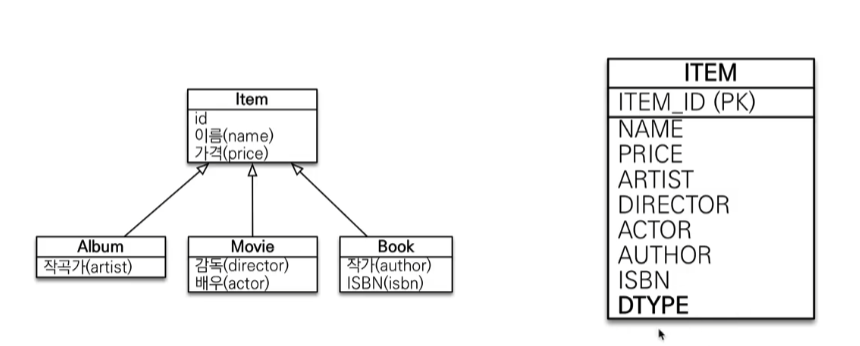 Item
id
이름(name)
가격(price)
Album
작곡가(artist)
Movie
감독(director)
배우(actor)
Book
작가(author)
ISBN(isbn)
ITEM
ITEM_ID (PK)
NAME
PRICE
ARTIST
DIRECTOR
ACTOR
AUTHOR
ISBN
DTYPE